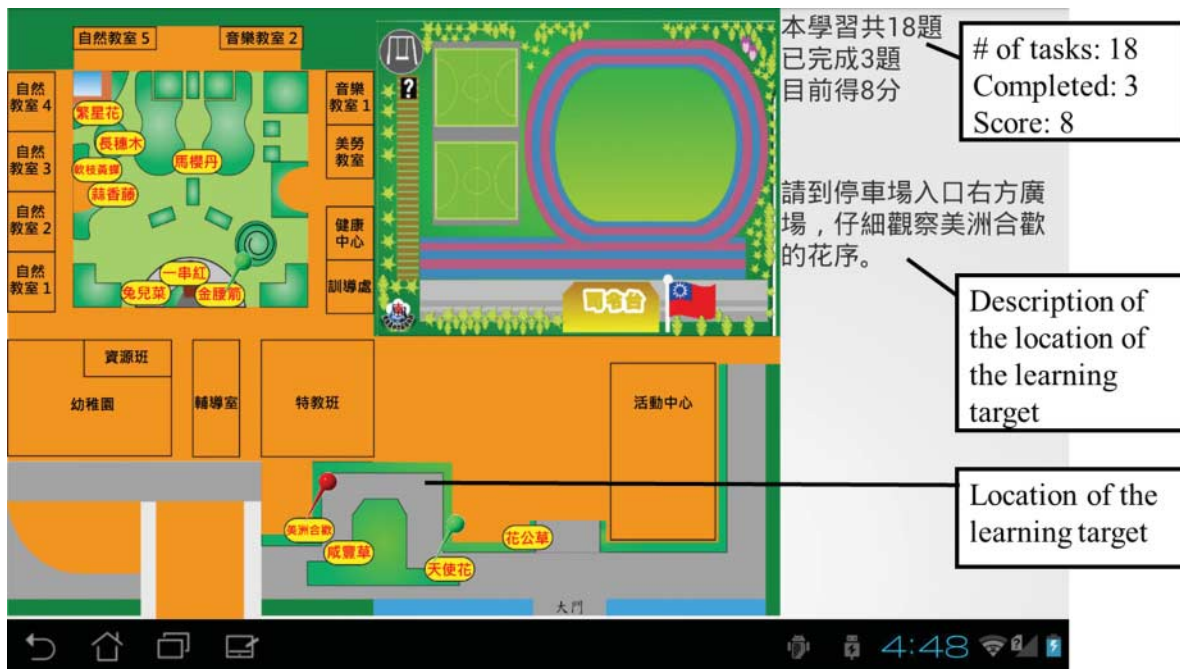 自然教室 5
音樂教室 2
自然
教室 4
自然
教室 3
自然
教室 2
自然
教室 1
繁星花
長穗木
軟枝黃蟬
蒜香藤
馬櫻丹
一串紅
兔兒菜
金腰箭
音樂
教室 1
美勞
教室
健康
中心
訓導處
?
司令台
資源班
幼稚園
輔導室
特教班
活動中心
美洲合歡
咸豐草
天使花
花公草
大門
本學習共18題
已完成3題
目前得8分
請到停車場入口右方廣
場，仔細觀察美洲合歡
的花序。
# of tasks: 18
Completed: 3
Score: 8
Description of
the location of
the learning
target
Location of the
learning target
4:48